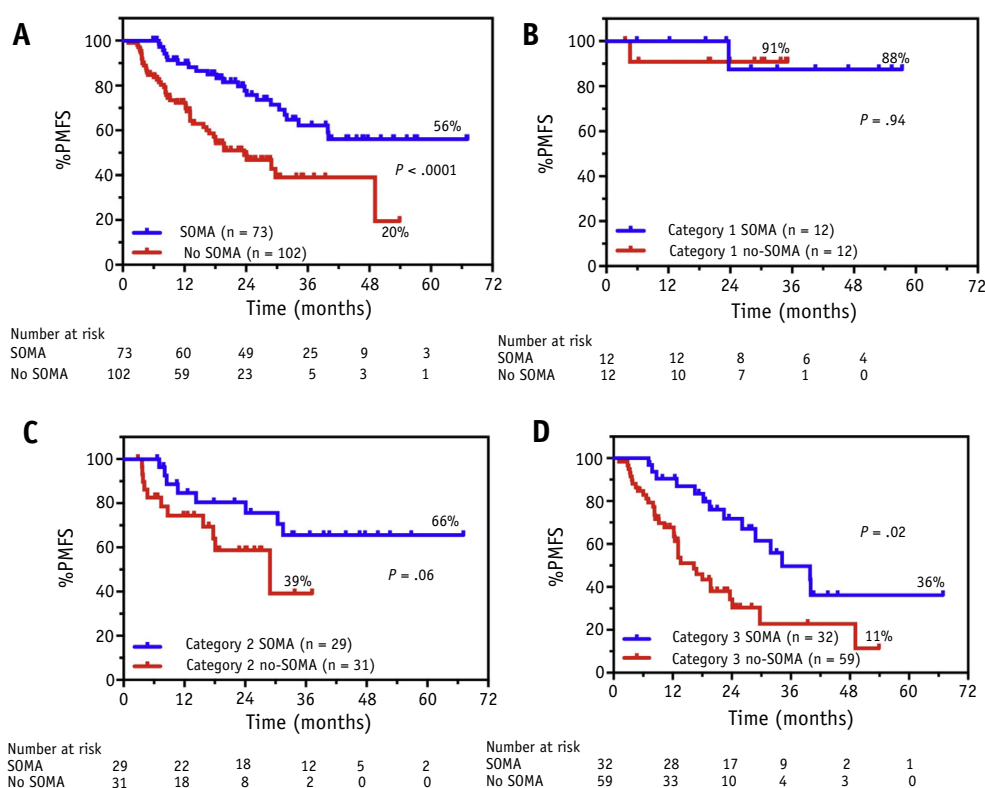 A
%PMFS
100
80
60
40
20
0
56%
P < .0001
20%
SOMA (n = 73)
No SOMA (n = 102)
0 12 24 36 48 60 72
Time (months)
Number at risk
SOMA 73 60 49 25 9 3
No SOMA 102 59 23 5 3 1
B
%PMFS
100
80
60
40
20
0
91%
88%
P = .94
Category 1 SOMA (n = 12)
Category 1 no-SOMA (n = 12)
0 12 24 36 48 60 72
Time (months)
Number at risk
SOMA 12 12 8 6 4
No SOMA 12 10 7 1 0
C
%PMFS
100
80
60
40
20
0
66%
39%
P = .06
Category 2 SOMA (n = 29)
Category 2 no-SOMA (n = 31)
0 12 24 36 48 60 72
Time (months)
Number at risk
SOMA 29 22 18 12 5 2
No SOMA 31 18 8 2 0 0
D
%PMFS
100
80
60
40
20
0
P = .02
36%
11%
Category 3 SOMA (n = 32)
Category 3 no-SOMA (n = 59)
0 12 24 36 48 60 72
Time (months)
Number at risk
SOMA 32 28 17 9 2 1
No SOMA 59 33 10 4 3 0